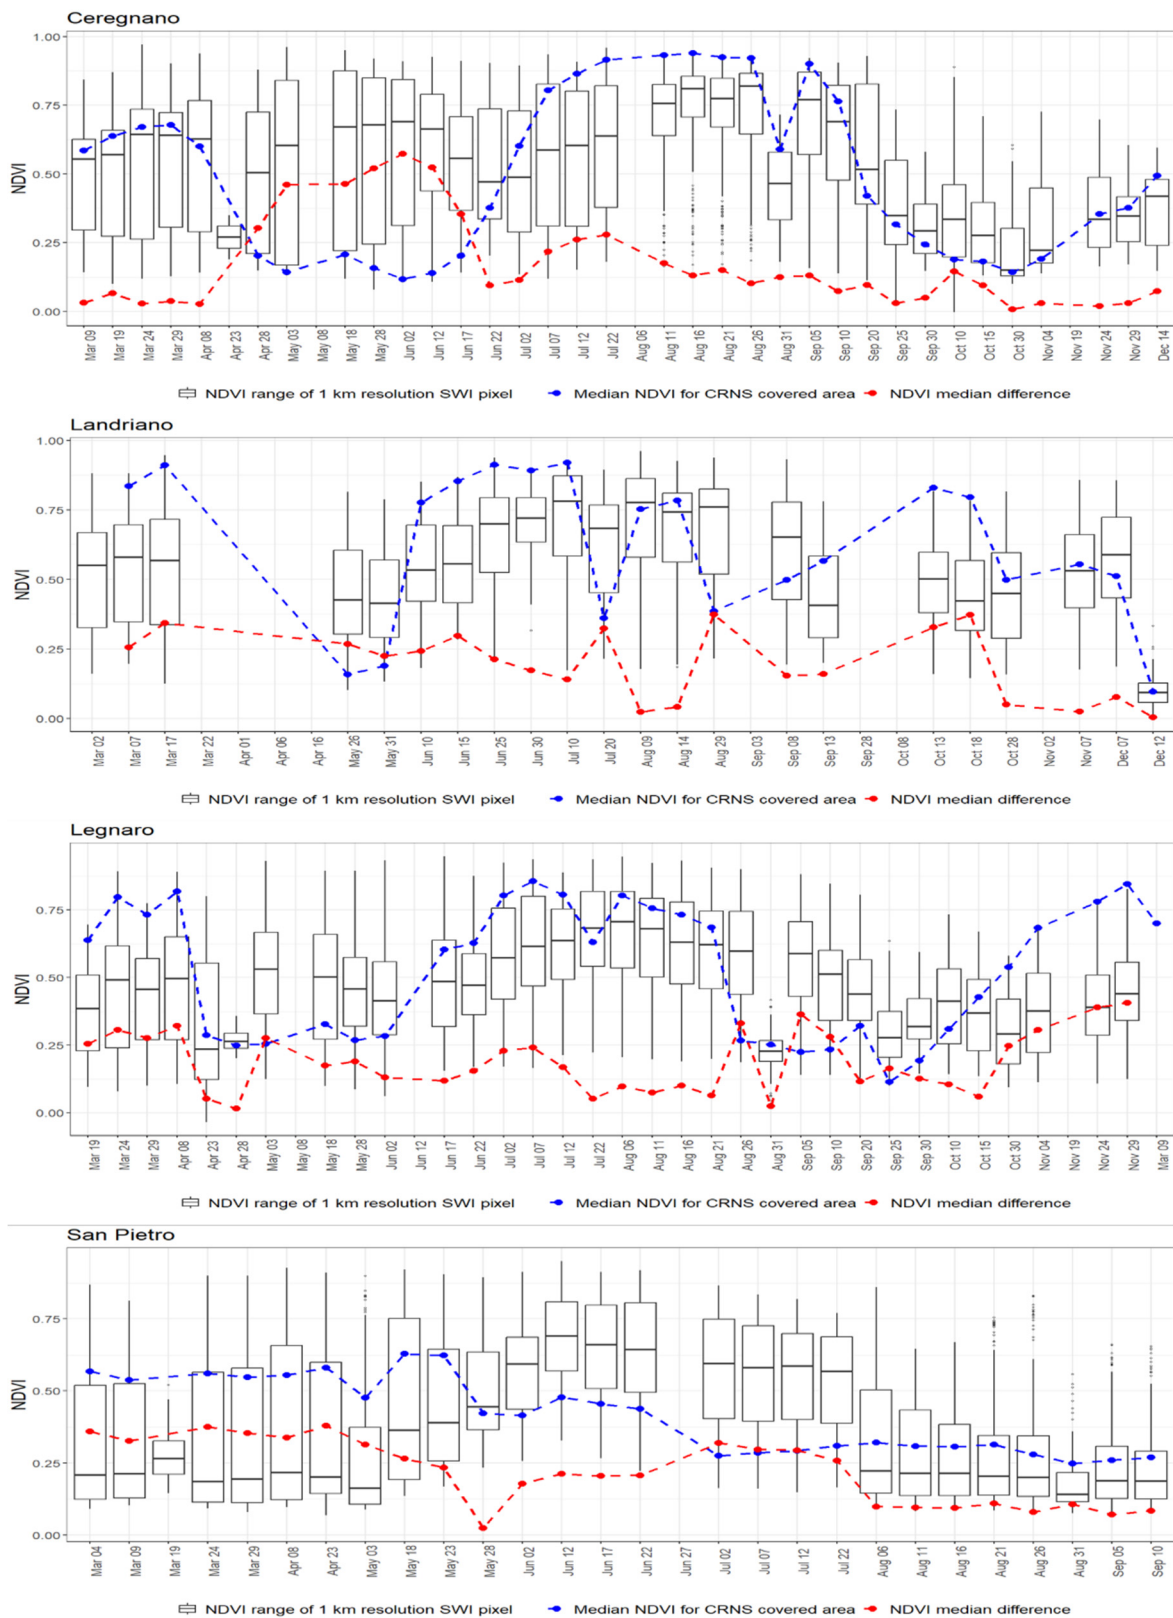 Ceregnano
1.00
0.75
0.50
0.25
0.00
NDVI
Mar 09 Mar 19 Mar 24 Mar 29 Apr 08 Apr 23 Apr 28 May 03 May 08 May 18 May 28 Jun 02 Jun 12 Jun 17 Jun 22 Jul 02 Jul 07 Jul 12 Jul 22 Aug 06 Aug 11 Aug 16 Aug 21 Aug 26 Aug 31 Sep 05 Sep 10 Sep 20 Sep 25 Sep 30 Oct 10 Oct 15 Oct 30 Nov 04 Nov 19 Nov 24 Nov 29 Dec 14
NDVI range of 1 km resolution SWI pixel Median NDVI for CRNS covered area NDVI median difference
Landriano
1.00
0.75
0.50
0.25
0.00
NDVI
Mar 02 Mar 07 Mar 17 Mar 22 Apr 01 Apr 06 Apr 16 May 26 May 31 Jun 10 Jun 15 Jun 25 Jun 30 Jul 10 Jul 20 Aug 09 Aug 14 Aug 29 Sep 03 Sep 08 Sep 13 Sep 28 Oct 08 Oct 13 Oct 18 Oct 28 Nov 02 Nov 07 Dec 07 Dec 12
NDVI range of 1 km resolution SWI pixel Median NDVI for CRNS covered area NDVI median difference
Legnaro
0.75
0.50
0.25
0.00
NDVI
Mar 19 Mar 24 Mar 29 Apr 08 Apr 23 Apr 28 May 03 May 08 May 18 May 28 Jun 02 Jun 12 Jun 17 Jun 22 Jul 02 Jul 07 Jul 12 Jul 22 Aug 06 Aug 11 Aug 16 Aug 21 Aug 26 Aug 31 Sep 05 Sep 10 Sep 20 Sep 25 Sep 30 Oct 10 Oct 15 Oct 30 Nov 04 Nov 19 Nov 24 Nov 29 Mar 09
NDVI range of 1 km resolution SWI pixel Median NDVI for CRNS covered area NDVI median difference
San Pietro
0.75
0.50
0.25
0.00
NDVI
Mar 04 Mar 09 Mar 19 Mar 24 Mar 29 Apr 08 Apr 23 May 03 May 18 May 23 May 28 Jun 02 Jun 12 Jun 17 Jun 22 Jun 27 Jul 02 Jul 07 Jul 12 Jul 22 Aug 06 Aug 11 Aug 16 Aug 21 Aug 26 Aug 31 Sep 05 Sep 10
NDVI range of 1 km resolution SWI pixel Median NDVI for CRNS covered area NDVI median difference